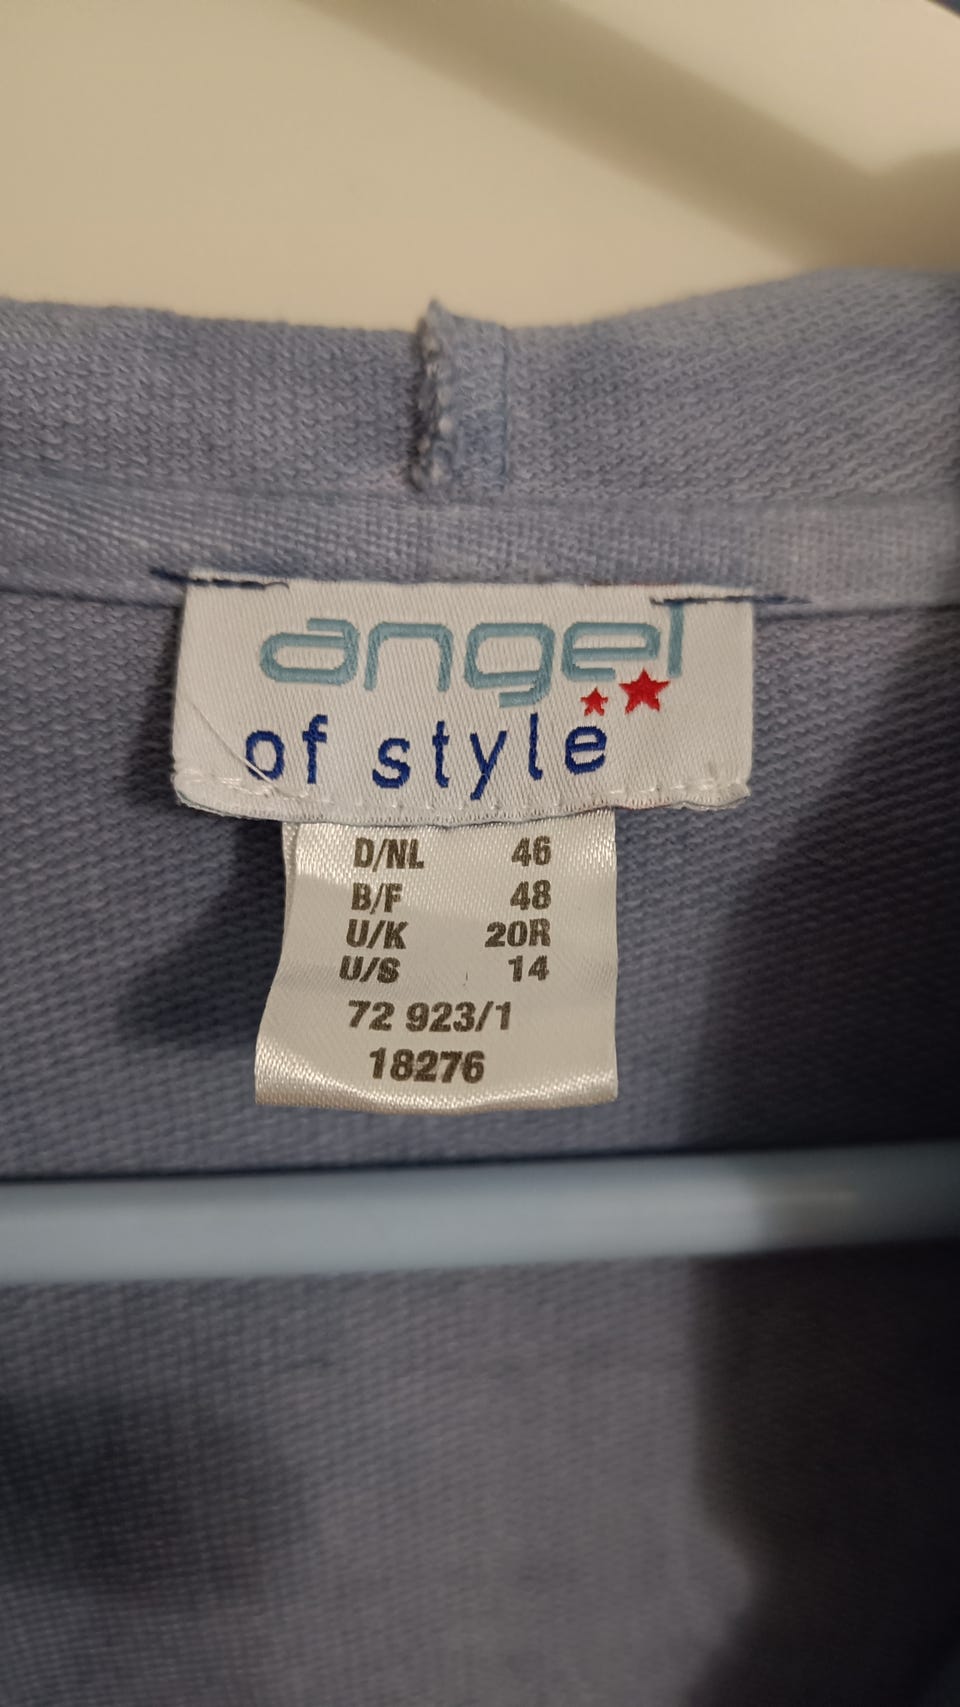 angel
of style
D/NL 46
B/F 48
U/K 20R
U/S 14
72 923/1
18276